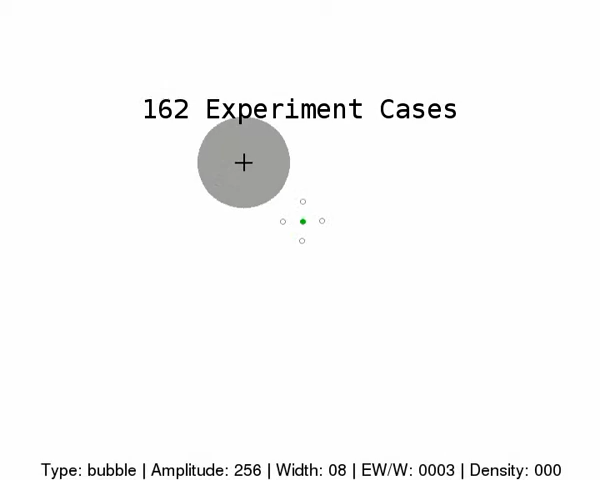 162 Experiment Cases
Type: bubble | Amplitude: 256 | Width: 08 | EW/W: 0003 | Density: 000